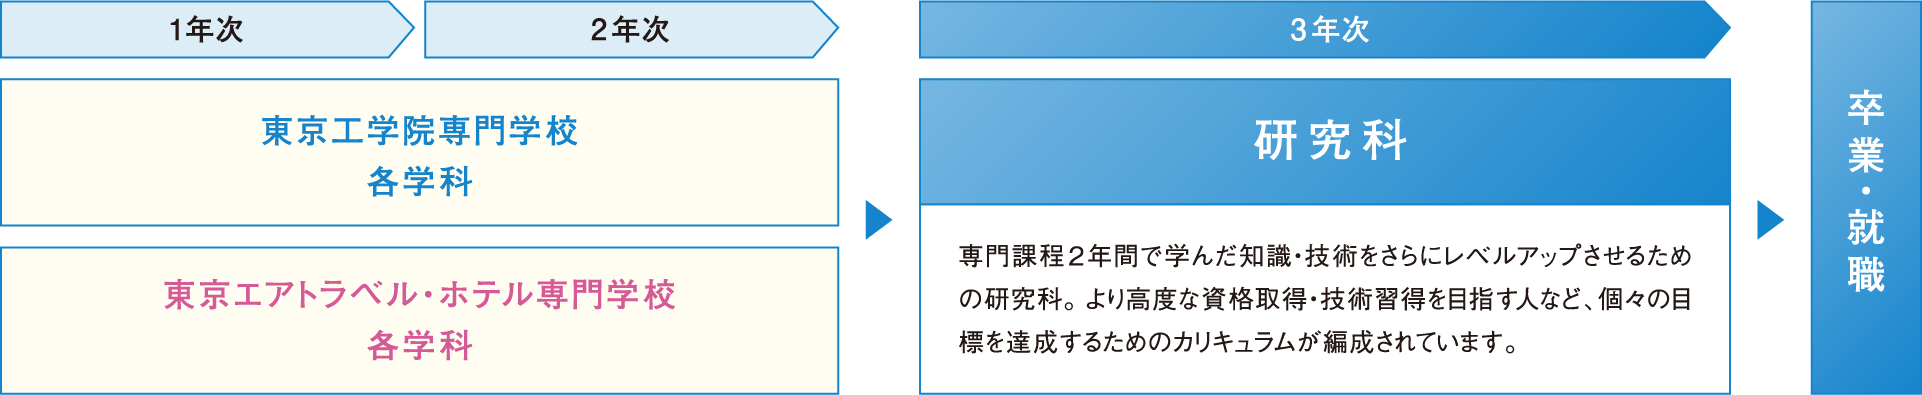 1年次
2年次
3年次
東京工学院専門学校
各学科
東京エアトラベル・ホテル専門学校
各学科
研究科
専門課程2年間で学んだ知識・技術をさらにレベルアップさせるため
の研究科。より高度な資格取得・技術習得を目指す人など、個々の目
標を達成するためのカリキュラムが編成されています。
卒業・就職